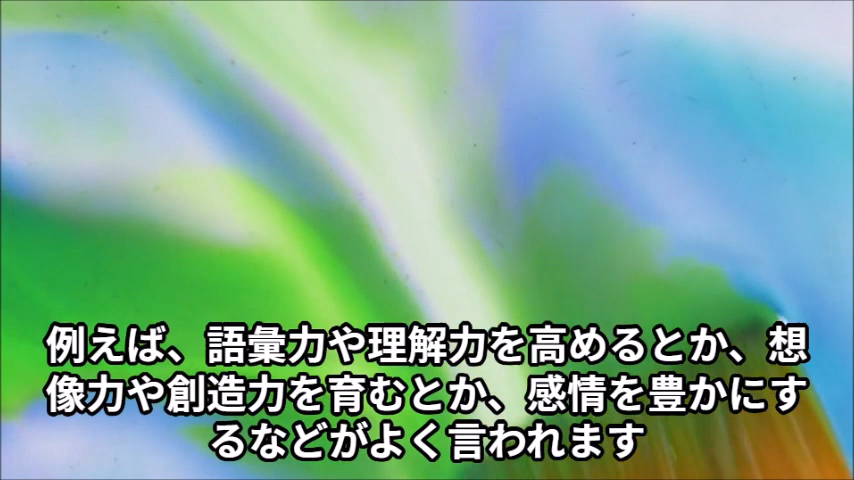 例えば、語彙力や理解力を高めるとか、想
像力や創造力を育むとか、感情を豊かにす
るなどがよく言われます